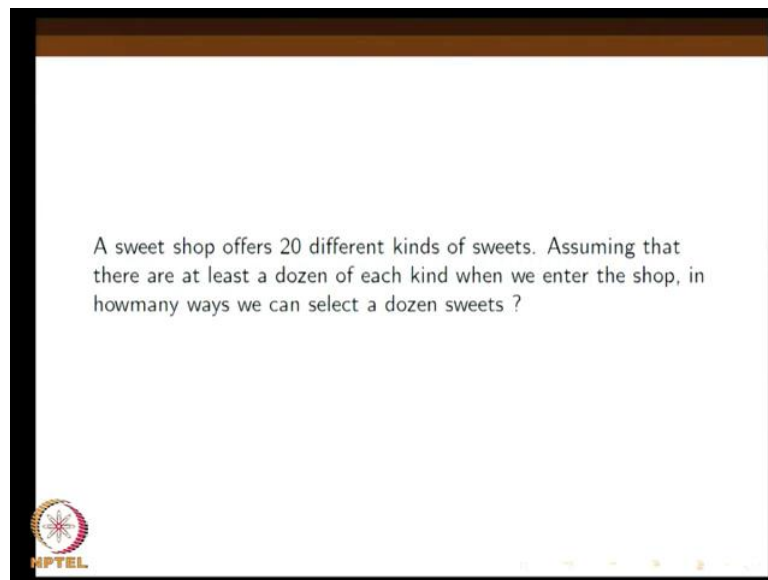 A sweet shop offers 20 different kinds of sweets. Assuming that
there are at least a dozen of each kind when we enter the shop, in
howmany ways we can select a dozen sweets ?
NPTEL